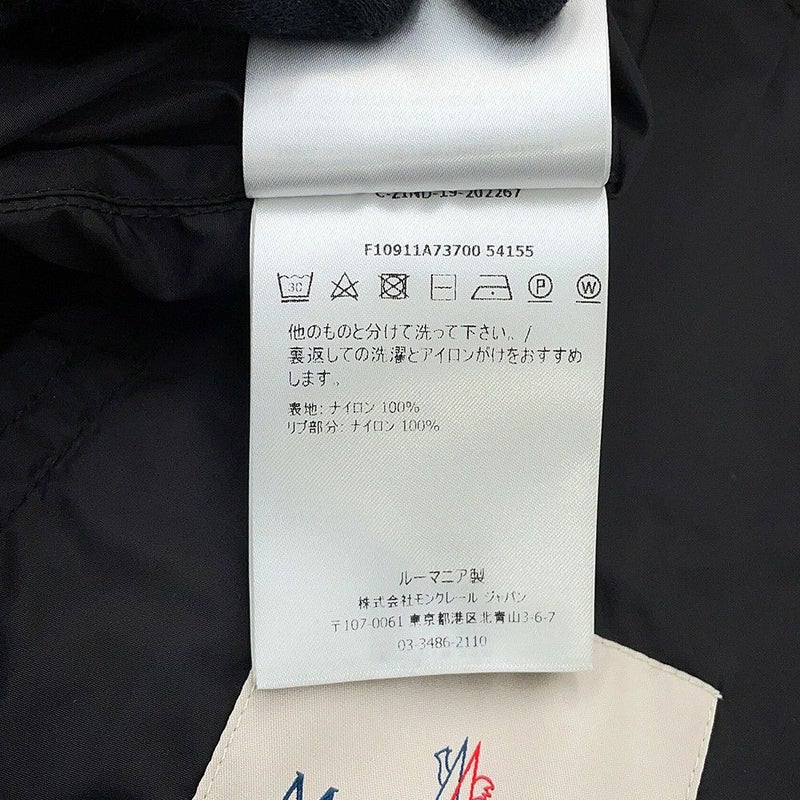 C-21ND-19-202267
F10911A73700 54155
30
P
W
他のものと分けて洗って下さい。/
裏返しての洗濯とアイロンがけをおすすめ
します。
表地: ナイロン 100%
リブ部分: ナイロン 100%
ルーマニア製
株式会社モンクレール ジャパン
〒107-0061 東京都港区北青山3-6-7
03-3486-2110